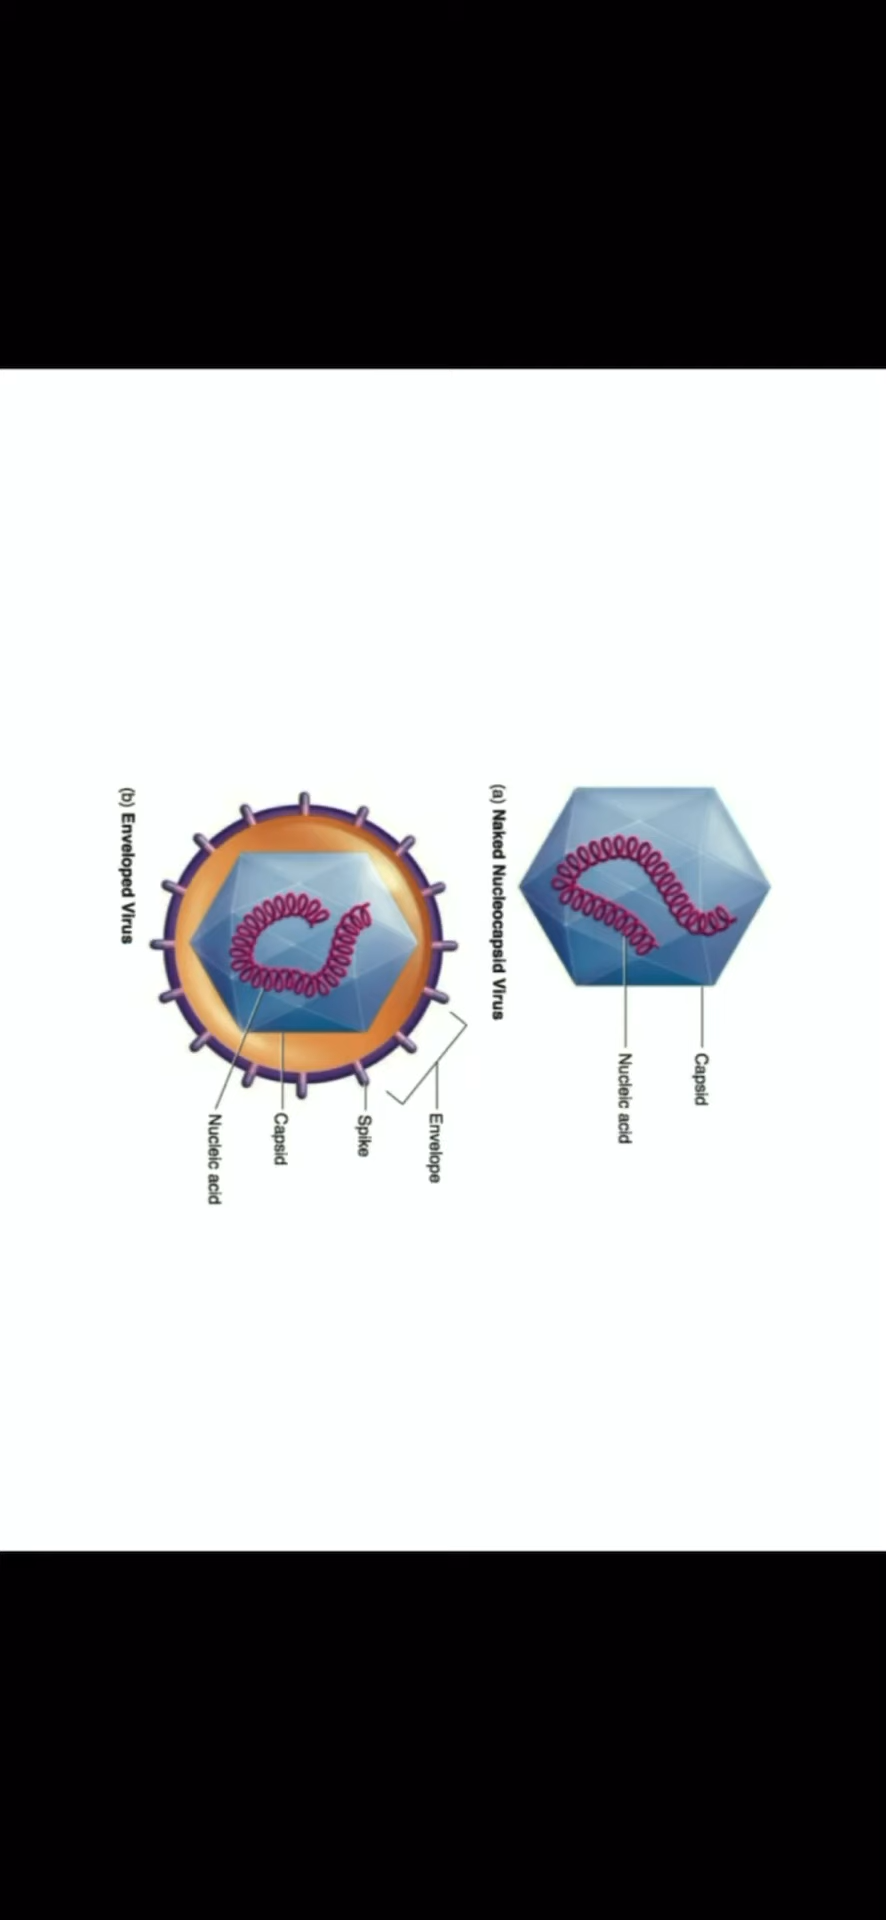 Capsid
Nucleic acid
(a) Naked Nucleocapsid Virus
Envelope
Spike
Capsid
Nucleic acid
(b) Enveloped Virus